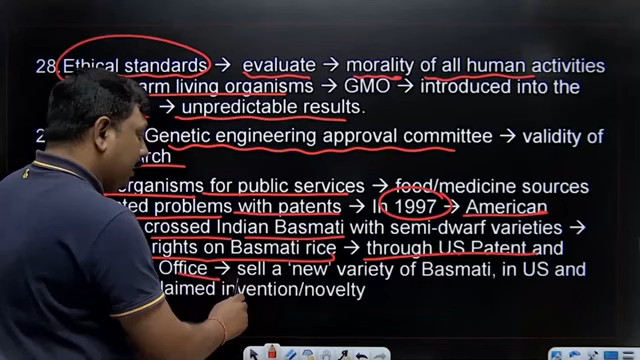 28 Ethical standards → evaluate → morality of all human activities
arm living organisms → GMO → introduced into the
→ unpredictable results.
2 Genetic engineering approval committee → validity of
arch
organisms for public services → food/medicine sources
ted problems with patents → In 1997 → American
crossed Indian Basmati with semi-dwarf varieties →
rights on Basmati rice → through US Patent and
Office → sell a 'new' variety of Basmati, in US and
laimed invention/novelty